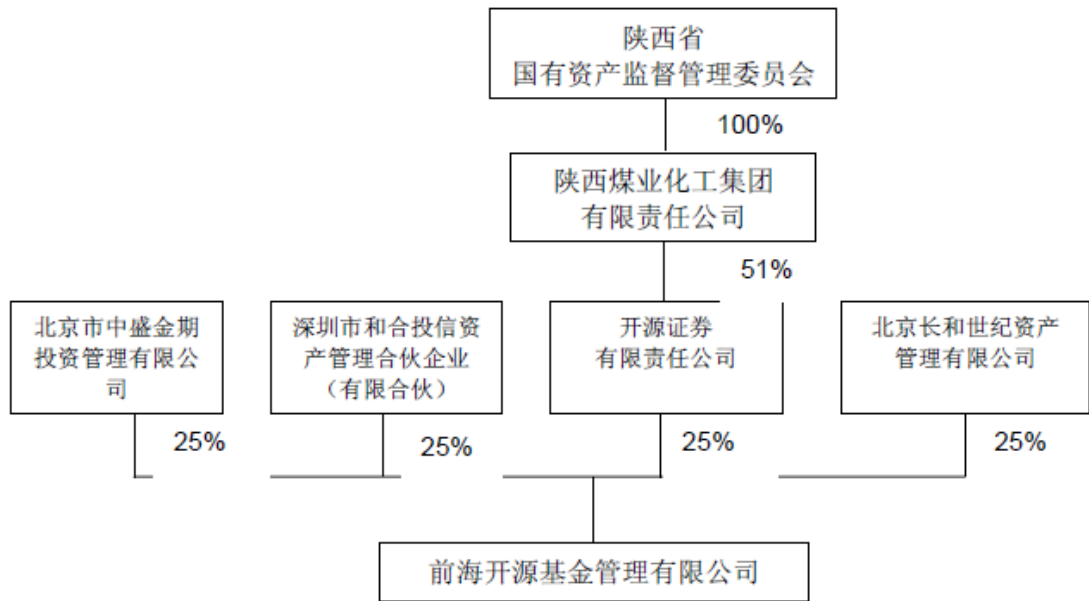 陕西省
国有资产监督管理委员会
100%
陕西煤业化工集团
有限责任公司
51%
北京市中盛金期
投资管理有限公
司
深圳市和合投信资
产管理合伙企业
（有限合伙）
开源证券
有限责任公司
北京长和世纪资产
管理有限公司
25%
25%
25%
25%
前海开源基金管理有限公司